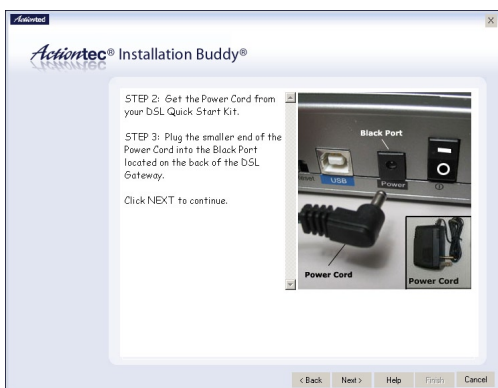 Actiontec
Actiontec® Installation Buddy®
STEP 2: Get the Power Cord from
your DSL Quick Start Kit.
STEP 3: Plug the smaller end of the
Power Cord into the Black Port
located on the back of the DSL
Gateway.
Click NEXT to continue.
Black Port
USB
Power
Power Cord
Power Cord
< Back
Next >
Help
Finish
Cancel